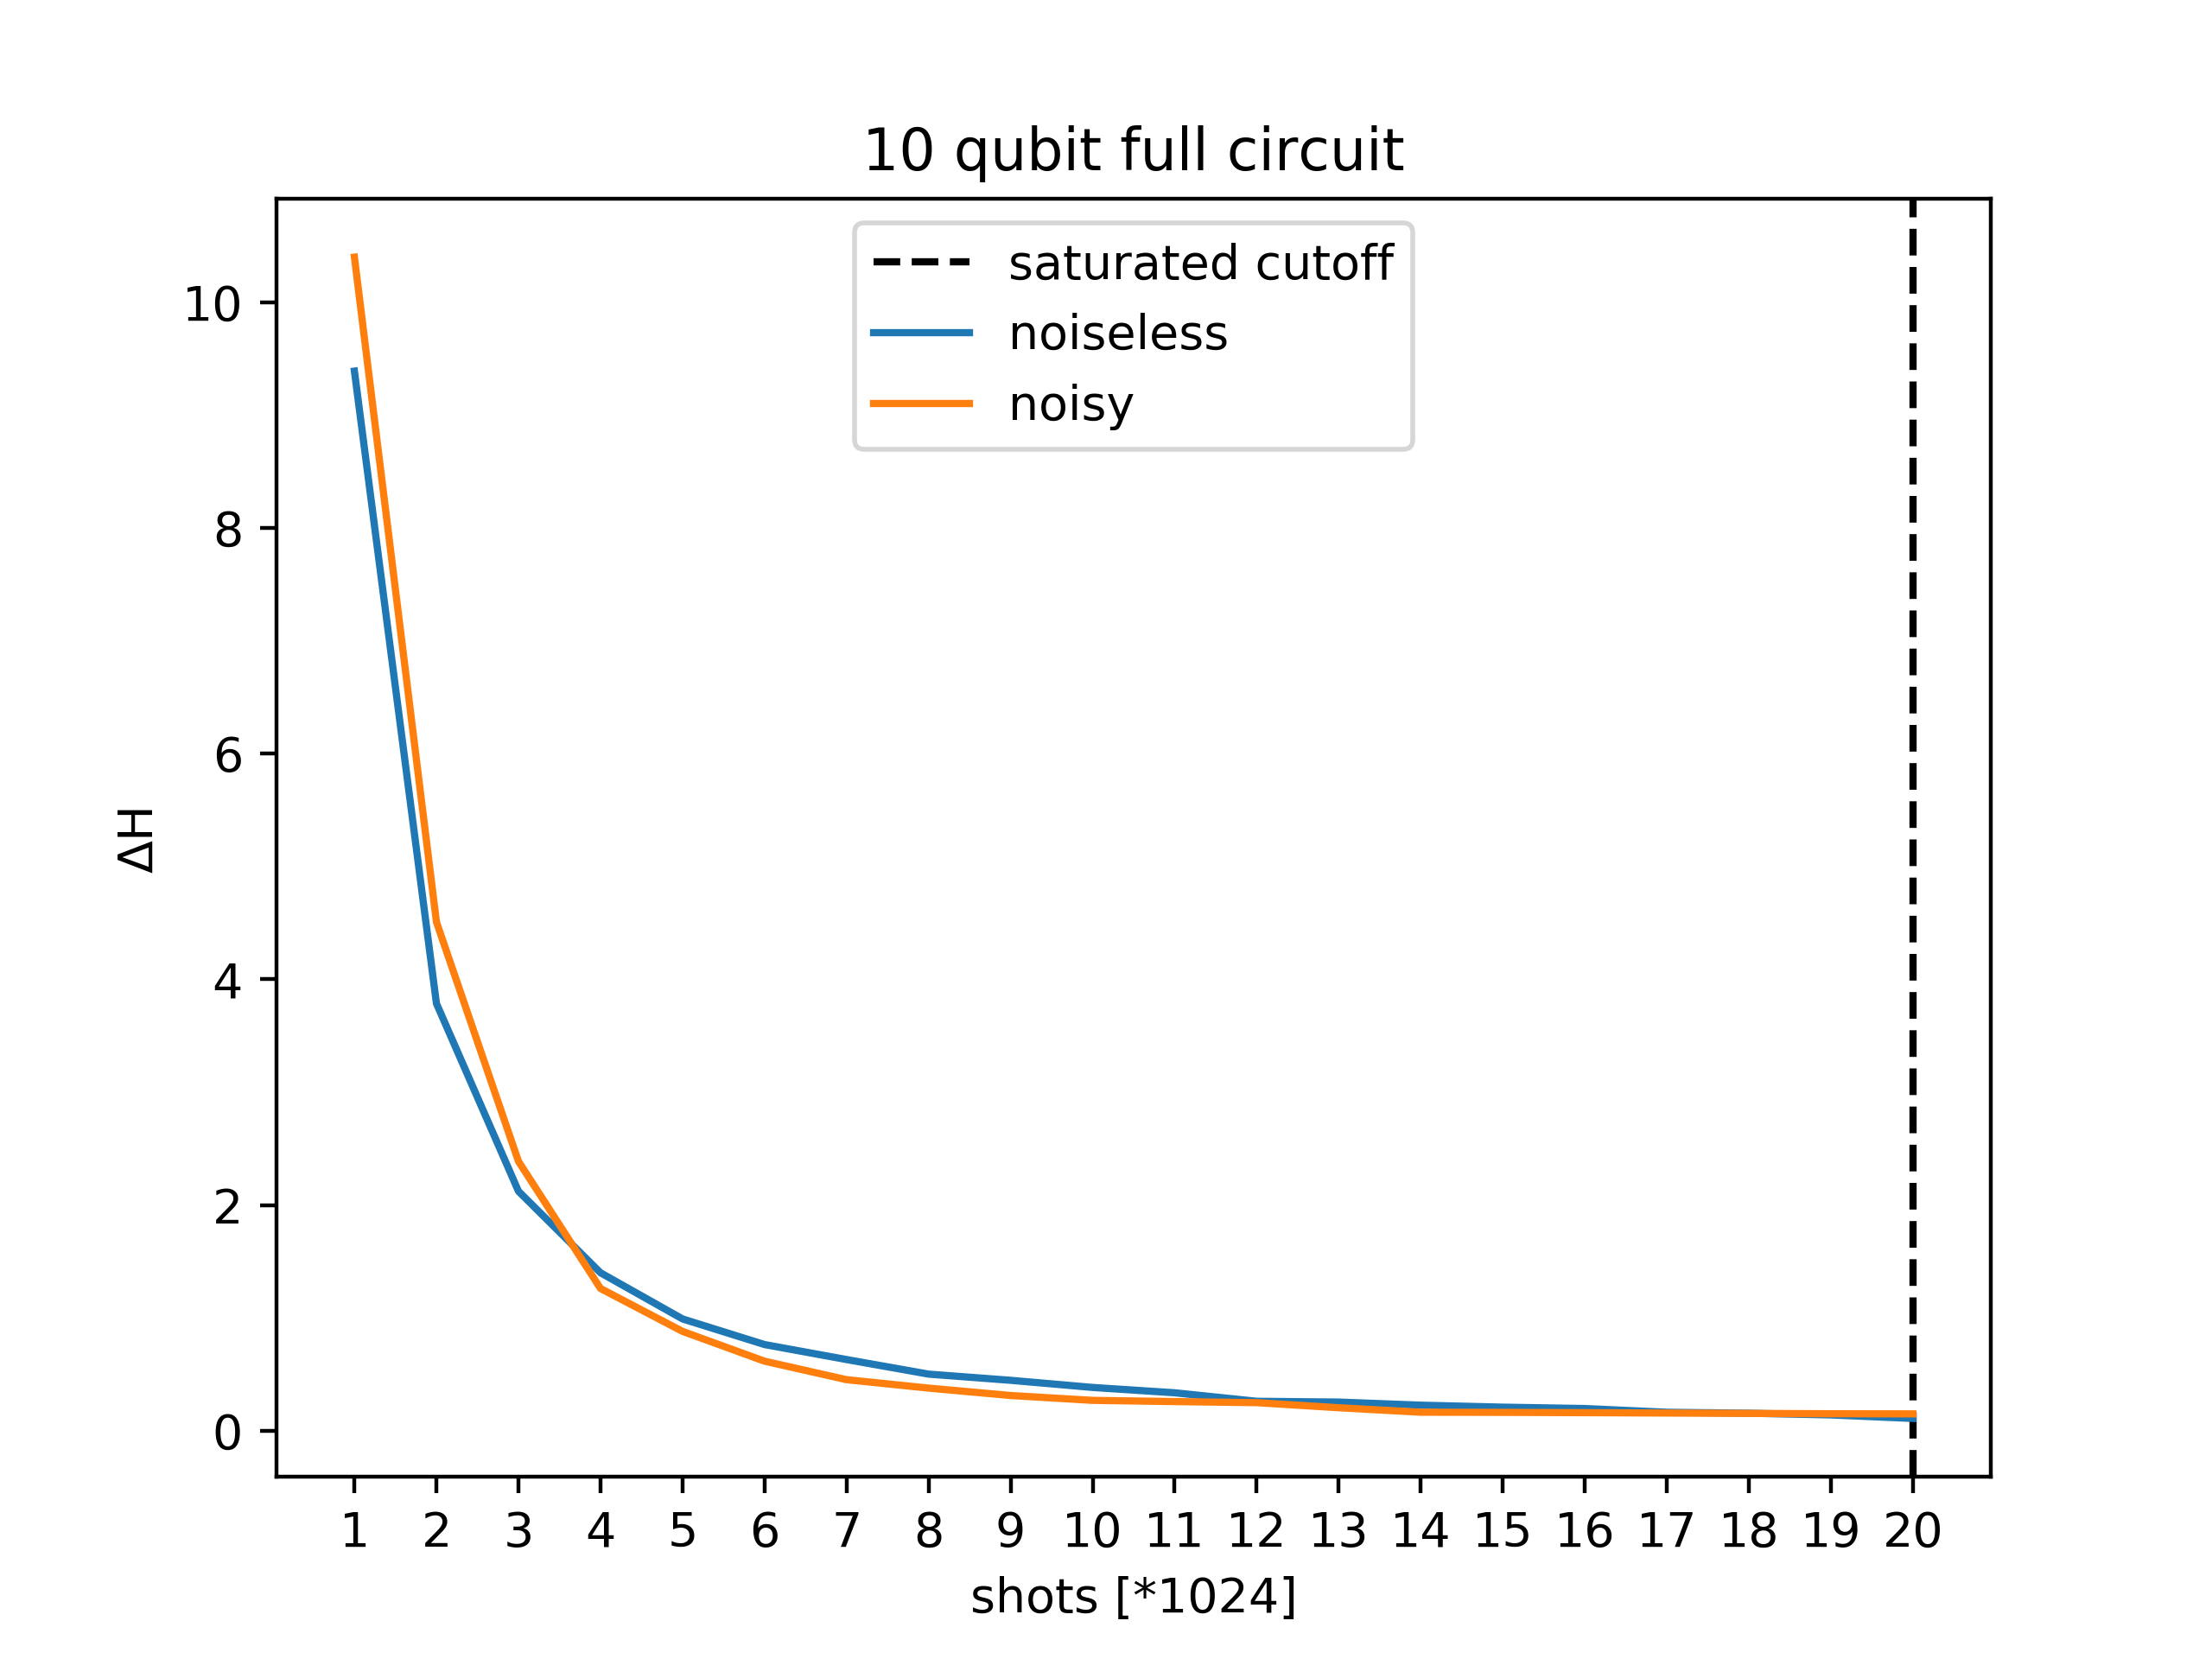 10 qubit full circuit
saturated cutoff
noiseless
noisy
10
8
6
4
2
0
ΔH
1 2 3 4 5 6 7 8 9 10 11 12 13 14 15 16 17 18 19 20
shots [*1024]